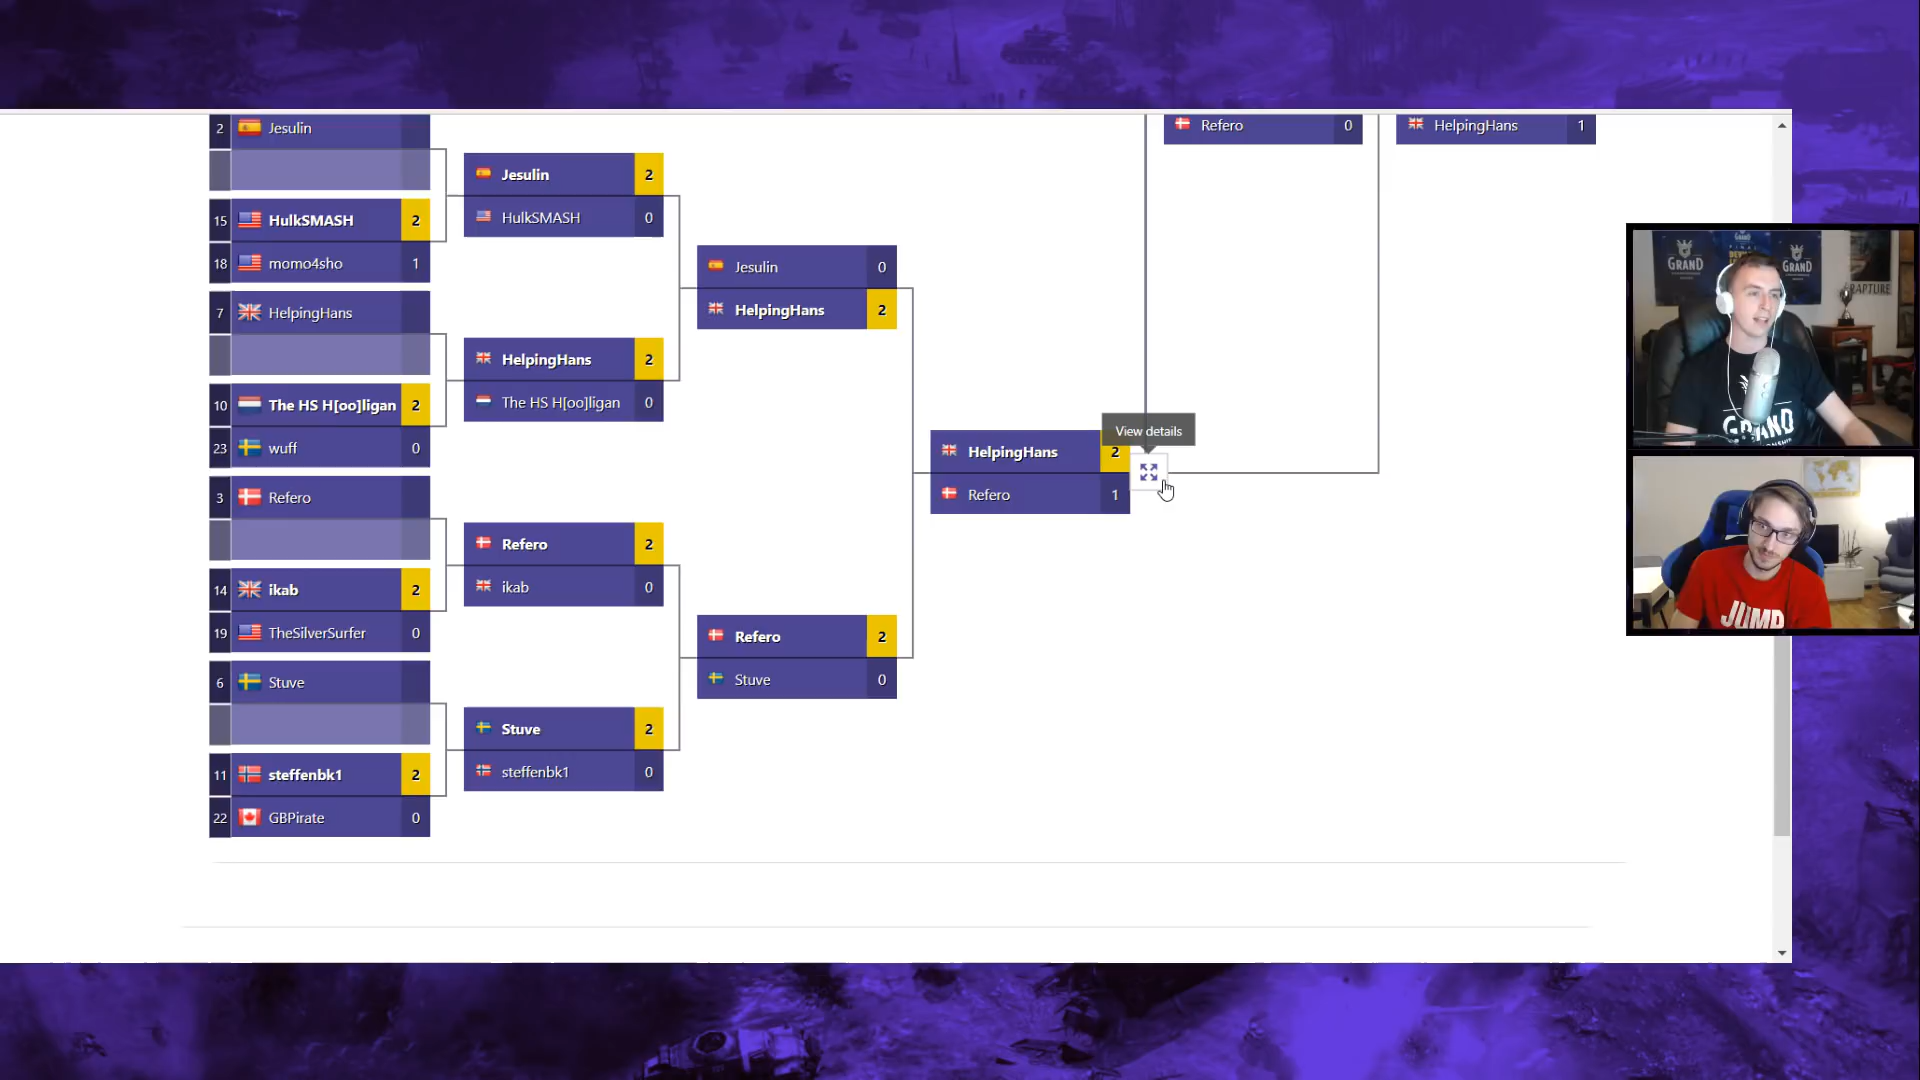 2 Jesulin
15 HulkSMASH 2
18 momo4sho 1
7 HelpingHans
10 The HS H[oo]ligan 2
23 wuff 0
3 Refero
14 ikab 2
19 TheSilverSurfer 0
6 Stuve
11 steffenbk1 2
22 GBPirate 0
Jesulin 2
HulkSMASH 0
HelpingHans 2
The HS H[oo]ligan 0
Refero 2
ikab 0
Stuve 2
steffenbk1 0
Jesulin 0
HelpingHans 2
Refero 2
Stuve 0
View details
HelpingHans 2
Refero 1
Refero 0
HelpingHans 1
GRAND
FINAL
GRAND
RAPTURE
GRAND
JUMP